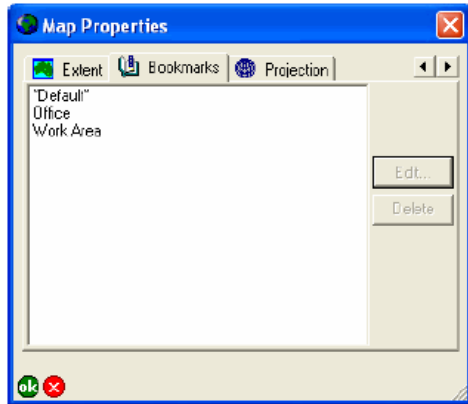 Map Properties
Extent Bookmarks Projection
"Default"
Office
Work Area
Edit...
Delete
ok